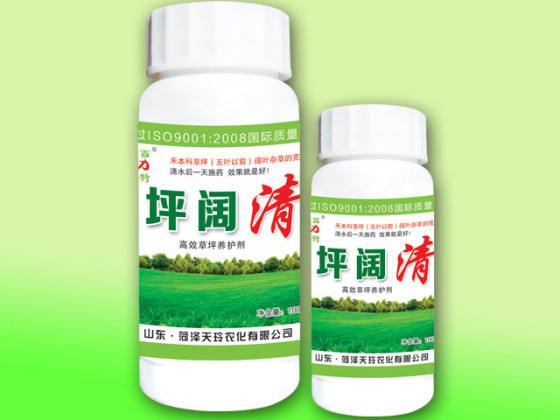 过ISO9001:2008国际质量
百力特®
禾本科草坪（五叶以前）阔叶杂草的克
浇水后一天施药 效果就是好！
坪阔清
高效草坪养护剂
净含量：100
山东·菏泽天玲农化有限公司
过ISO9001:2008国际质量
百力特®
禾本科草坪（五叶以前）阔叶杂草的克
浇水后一天施药 效果就是好！
坪阔清
高效草坪养护剂
净含量：100
山东·菏泽天玲农化有限公司